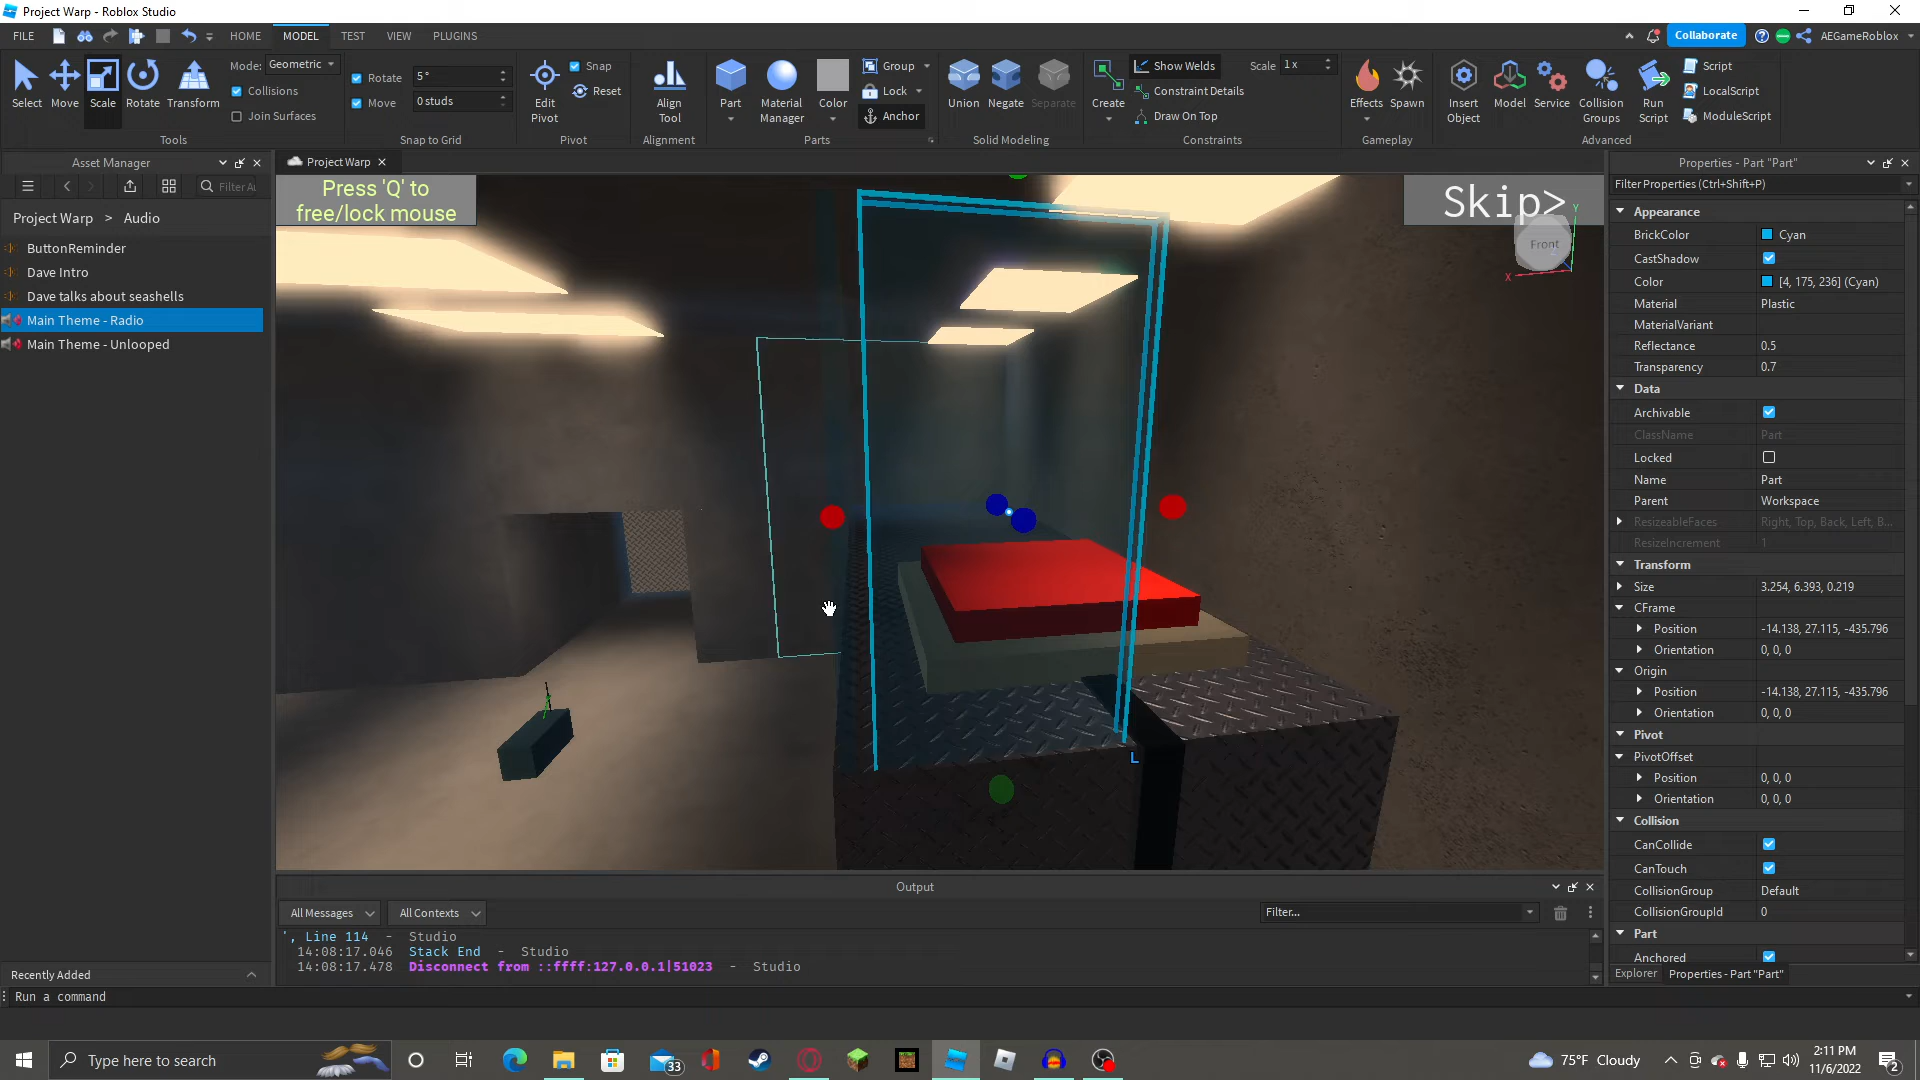 Project Warp - Roblox Studio
FILE
HOME
MODEL
TEST
VIEW
PLUGINS
Collaborate
AEGameRoblox
Select
Move
Scale
Rotate
Transform
Mode: Geometric
Collisions
Join Surfaces
Tools
Rotate 5°
Move 0 studs
Snap to Grid
Edit
Pivot
Snap
Reset
Pivot
Align
Tool
Alignment
Part
Material
Manager
Color
Group
Lock
Anchor
Parts
Union
Negate
Separate
Solid Modeling
Create
Show Welds
Scale 1 x
Constraint Details
Draw On Top
Constraints
Effects
Spawn
Gameplay
Insert
Object
Model
Service
Collision
Groups
Run
Script
Script
LocalScript
ModuleScript
Advanced
Asset Manager
Project Warp
Properties - Part "Part"
Project Warp > Audio
ButtonReminder
Dave Intro
Dave talks about seashells
Main Theme - Radio
Main Theme - Unlooped
Recently Added
Press 'Q' to
free/lock mouse
Skip>
Y
Front
X
L
Filter Properties (Ctrl+Shift+P)
Appearance
BrickColor Cyan
CastShadow
Color [4, 175, 236] (Cyan)
Material Plastic
MaterialVariant
Reflectance 0.5
Transparency 0.7
Data
Archivable
ClassName Part
Locked
Name Part
Parent Workspace
ResizeableFaces Right, Top, Back, Left, B...
ResizeIncrement 1
Transform
Size 3.254, 6.393, 0.219
CFrame
Position -14.138, 27.115, -435.796
Orientation 0, 0, 0
Origin
Position -14.138, 27.115, -435.796
Orientation 0, 0, 0
Pivot
PivotOffset
Position 0, 0, 0
Orientation 0, 0, 0
Collision
CanCollide
CanTouch
CollisionGroup Default
CollisionGroupId 0
Part
Anchored
Explorer
Properties - Part "Part"
Output
All Messages
All Contexts
Filter...
', Line 114 - Studio
14:08:17.046 Stack End - Studio
14:08:17.478 Disconnect from ::ffff:127.0.0.1|51023 - Studio
Run a command
Type here to search
33
75°F Cloudy
2:11 PM
11/6/2022
2